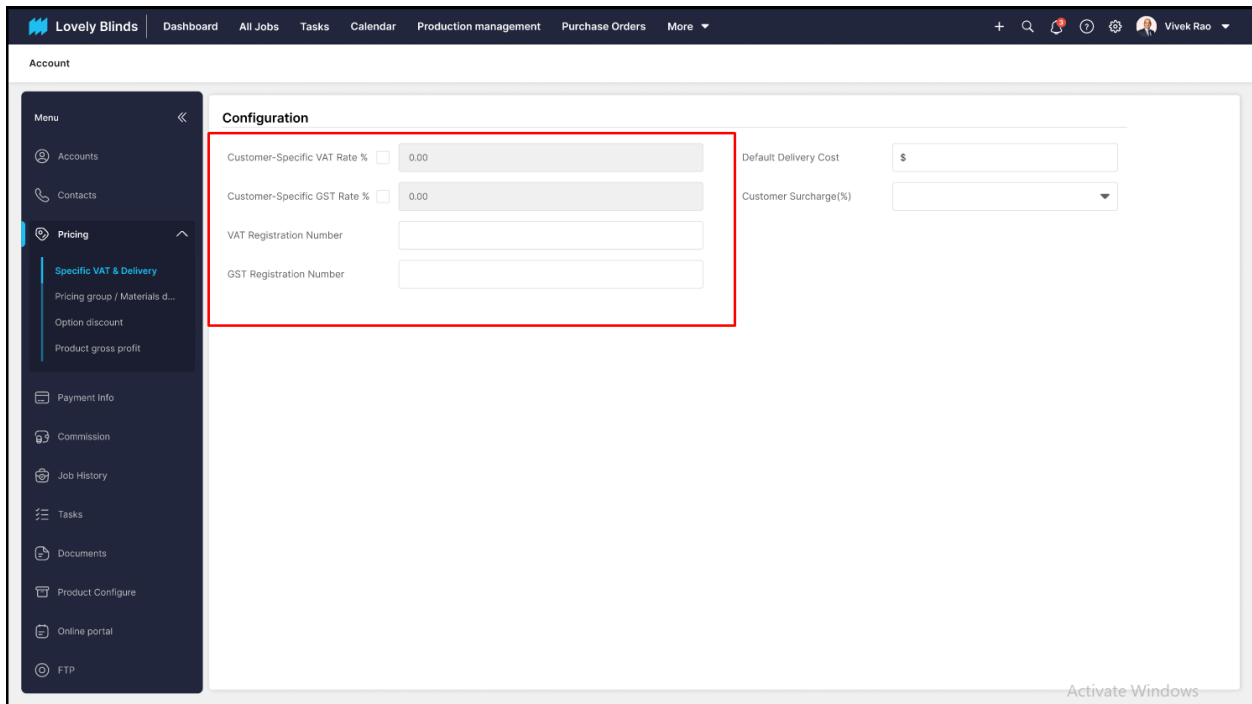 Lovely Blinds Dashboard All Jobs Tasks Calendar Production management Purchase Orders More 3 Vivek Rao
Account
Menu
Accounts
Contacts
Pricing
Specific VAT & Delivery
Pricing group / Materials d...
Option discount
Product gross profit
Payment Info
Commission
Job History
Tasks
Documents
Product Configure
Online portal
FTP
Configuration
Customer-Specific VAT Rate % 0.00
Customer-Specific GST Rate % 0.00
VAT Registration Number
GST Registration Number
Default Delivery Cost $
Customer Surcharge(%)
Activate Windows